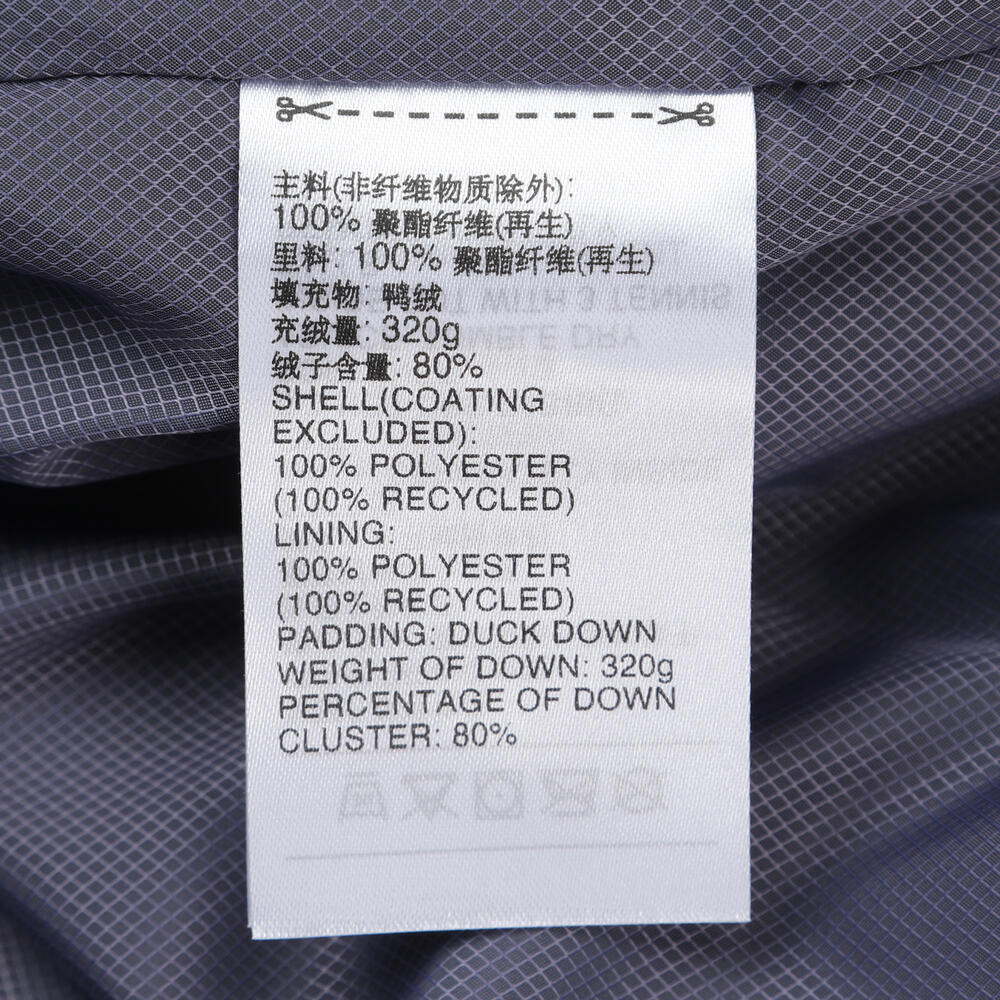 主料(非纤维物质除外):
100% 聚酯纤维(再生)
里料: 100% 聚酯纤维(再生)
填充物: 鸭绒
充绒量: 320g
绒子含量: 80%
SHELL(COATING
EXCLUDED):
100% POLYESTER
(100% RECYCLED)
LINING:
100% POLYESTER
(100% RECYCLED)
PADDING: DUCK DOWN
WEIGHT OF DOWN: 320g
PERCENTAGE OF DOWN
CLUSTER: 80%